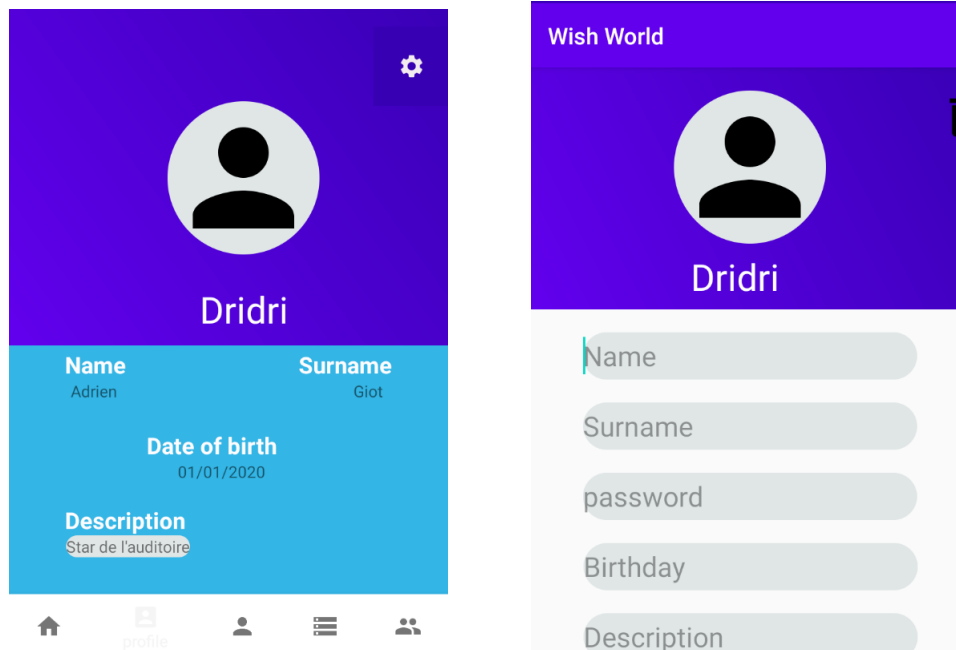 Dridri
Name Surname
Adrien Giot
Date of birth
01/01/2020
Description
Star de l'auditoire
profile
Wish World
Dridri
Name
Surname
password
Birthday
Description